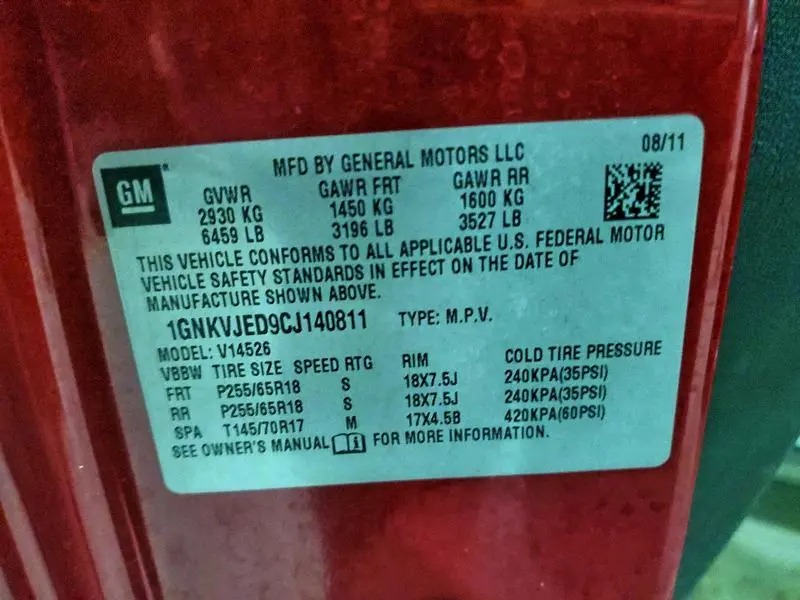 MFD BY GENERAL MOTORS LLC 08/11
GM
GVWR GAWR FRT GAWR RR
2930 KG 1450 KG 1600 KG
6459 LB 3196 LB 3527 LB
THIS VEHICLE CONFORMS TO ALL APPLICABLE U.S. FEDERAL MOTOR
VEHICLE SAFETY STANDARDS IN EFFECT ON THE DATE OF
MANUFACTURE SHOWN ABOVE.
1GNKVJED9CJ140811 TYPE: M.P.V.
MODEL: V14526
VBBW TIRE SIZE SPEED RTG RIM COLD TIRE PRESSURE
FRT P255/65R18 S 18X7.5J 240KPA(35PSI)
RR P255/65R18 S 18X7.5J 240KPA(35PSI)
SPA T145/70R17 M 17X4.5B 420KPA(60PSI)
SEE OWNER'S MANUAL FOR MORE INFORMATION.